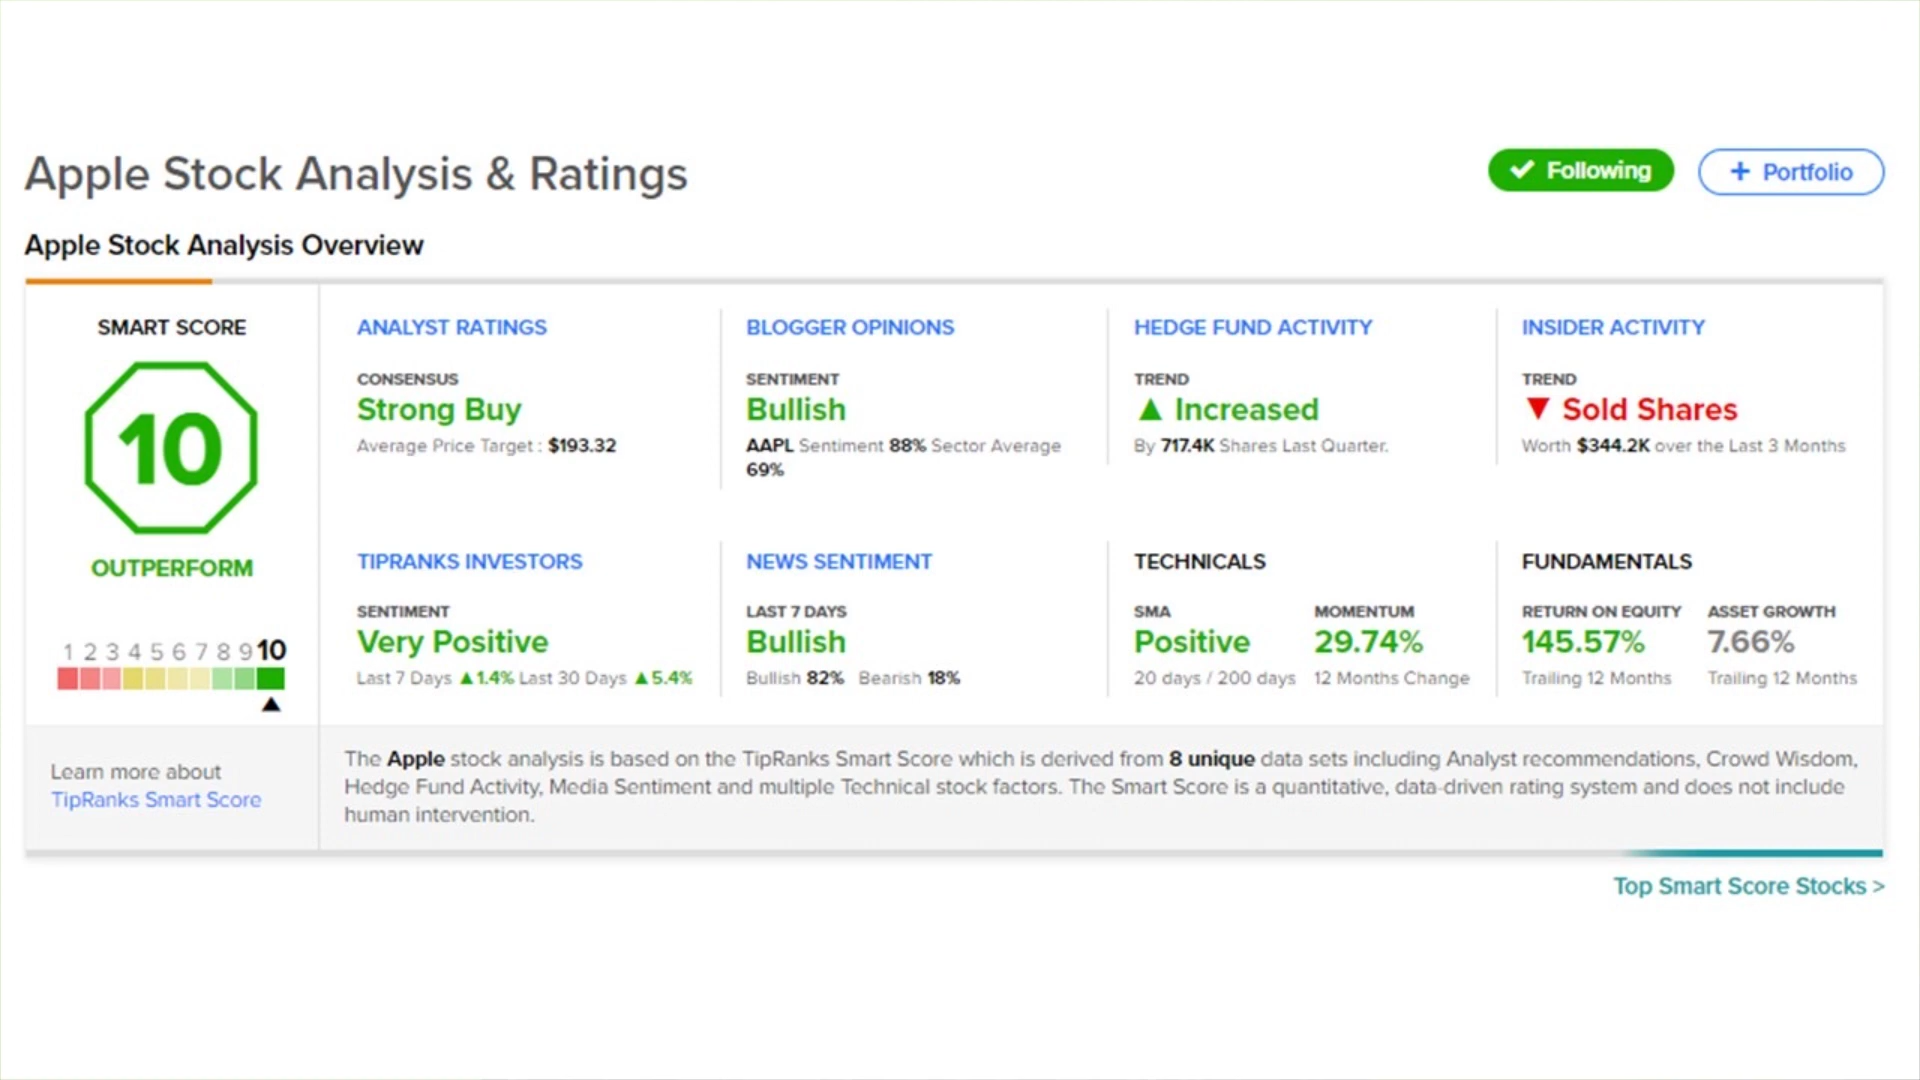 Apple Stock Analysis & Ratings
Following
+ Portfolio
Apple Stock Analysis Overview
SMART SCORE
10
OUTPERFORM
1 2 3 4 5 6 7 8 9 10
ANALYST RATINGS
CONSENSUS
Strong Buy
Average Price Target : $193.32
BLOGGER OPINIONS
SENTIMENT
Bullish
AAPL Sentiment 88% Sector Average
69%
HEDGE FUND ACTIVITY
TREND
▲ Increased
By 717.4K Shares Last Quarter.
INSIDER ACTIVITY
TREND
▼ Sold Shares
Worth $344.2K over the Last 3 Months
TIPRANKS INVESTORS
SENTIMENT
Very Positive
Last 7 Days ▲1.4% Last 30 Days ▲5.4%
NEWS SENTIMENT
LAST 7 DAYS
Bullish
Bullish 82% Bearish 18%
TECHNICALS
SMA
Positive
20 days / 200 days
MOMENTUM
29.74%
12 Months Change
FUNDAMENTALS
RETURN ON EQUITY
145.57%
Trailing 12 Months
ASSET GROWTH
7.66%
Trailing 12 Months
Learn more about
TipRanks Smart Score
The Apple stock analysis is based on the TipRanks Smart Score which is derived from 8 unique data sets including Analyst recommendations, Crowd Wisdom,
Hedge Fund Activity, Media Sentiment and multiple Technical stock factors. The Smart Score is a quantitative, data-driven rating system and does not include
human intervention.
Top Smart Score Stocks >